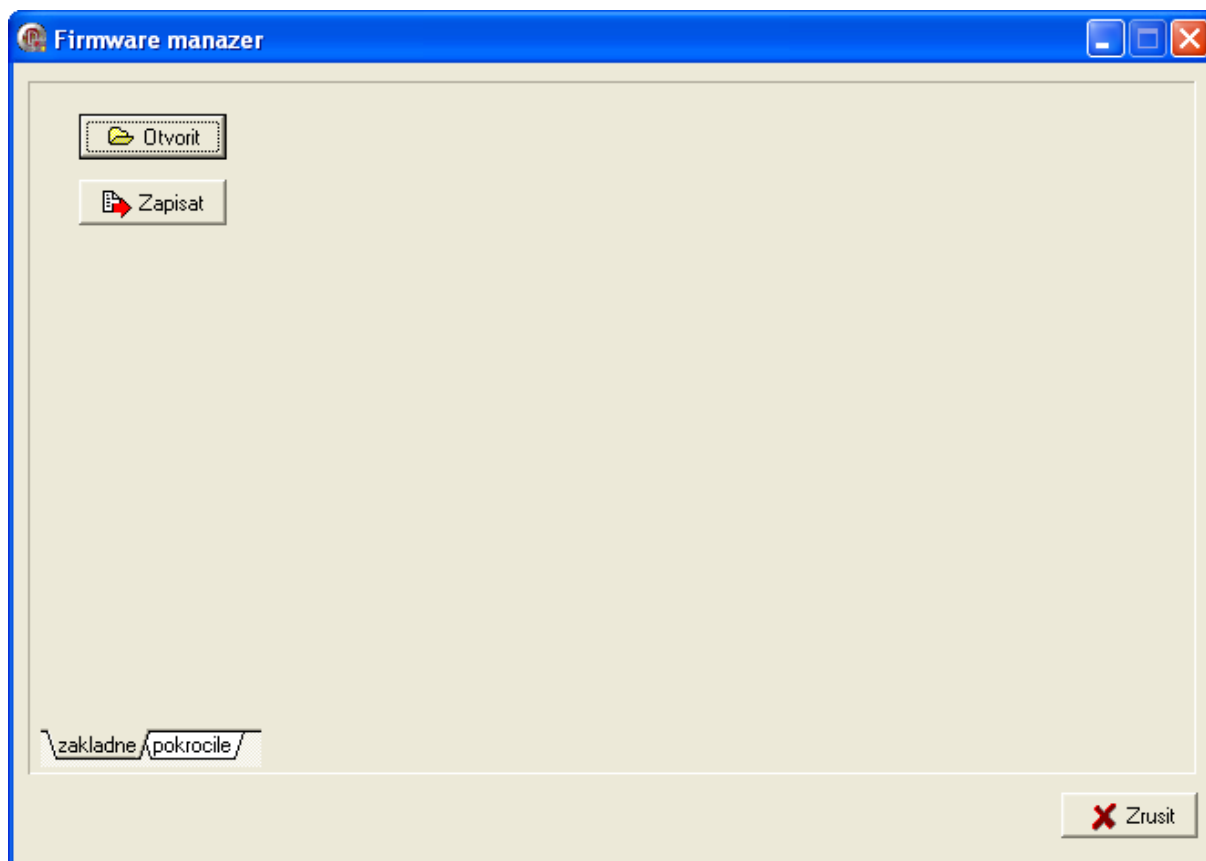 Firmware manazer
Otvorit
Zapisat
zakladne
pokrocile
Zrusit